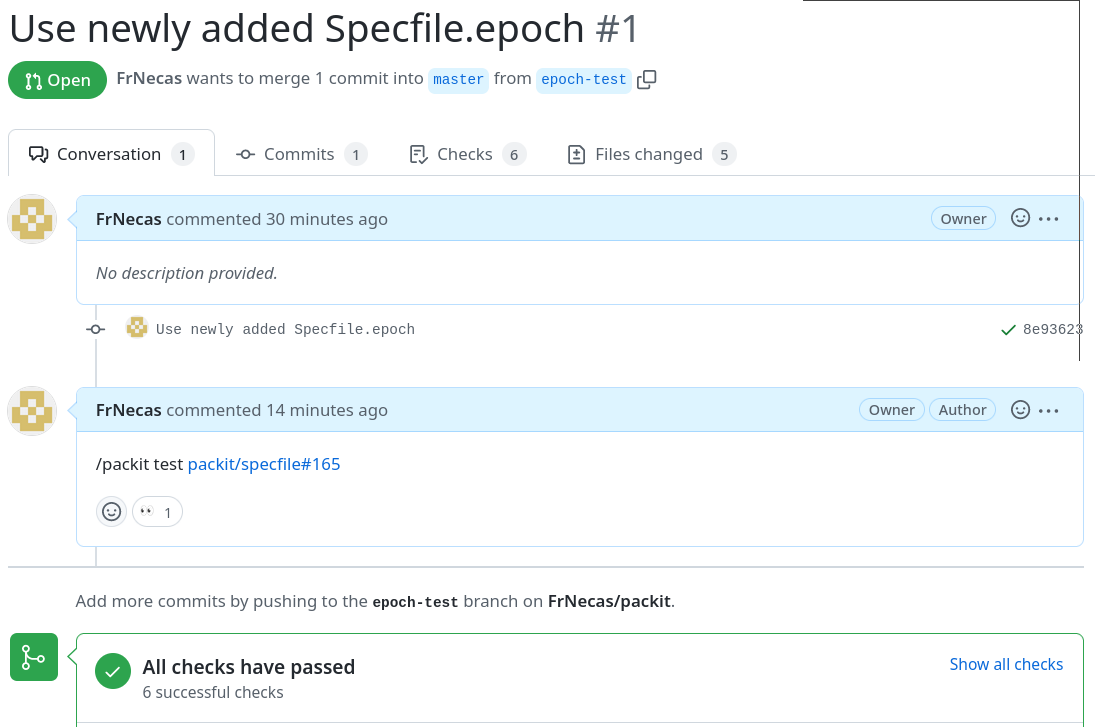 Use newly added Specfile.epoch #1
Open FrNecas wants to merge 1 commit into master from epoch-test
Conversation 1 Commits 1 Checks 6 Files changed 5
FrNecas commented 30 minutes ago Owner
No description provided.
Use newly added Specfile.epoch 8e93623
FrNecas commented 14 minutes ago Owner Author
/packit test packit/specfile#165
👀 1
Add more commits by pushing to the epoch-test branch on FrNecas/packit.
All checks have passed Show all checks
6 successful checks